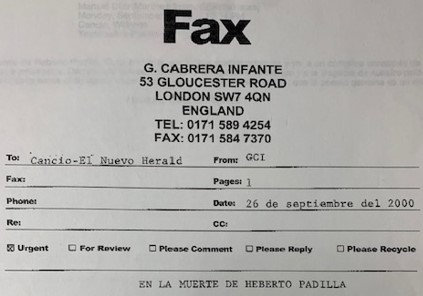 Fax
G. CABRERA INFANTE
53 GLOUCESTER ROAD
LONDON SW7 4QN
ENGLAND
TEL: 0171 589 4254
FAX: 0171 584 7370
To: Cancio-El Nuevo Herald From: GCI
Fax: Pages: 1
Phone: Date: 26 de septiembre del 2000
Re: CC:
☒ Urgent ☐ For Review ☐ Please Comment ☐ Please Reply ☐ Please Recycle
EN LA MUERTE DE HEBERTO PADILLA